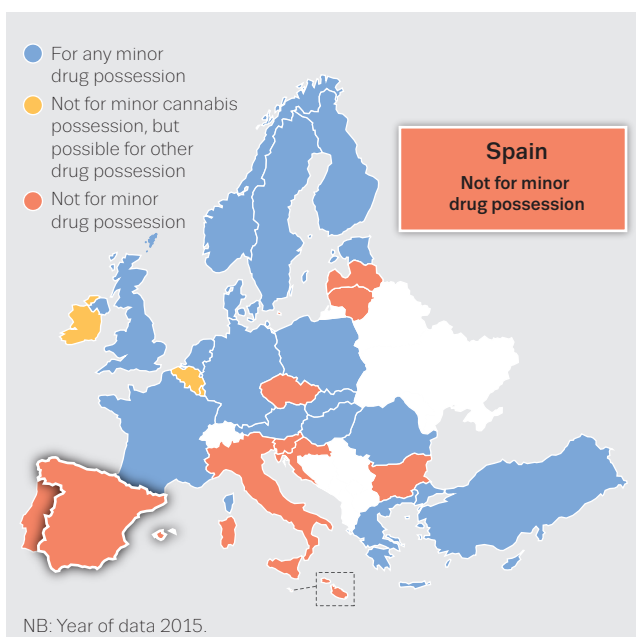 For any minor
drug possession
Not for minor cannabis
possession, but
possible for other
drug possession
Not for minor
drug possession
Spain
Not for minor
drug possession
NB: Year of data 2015.